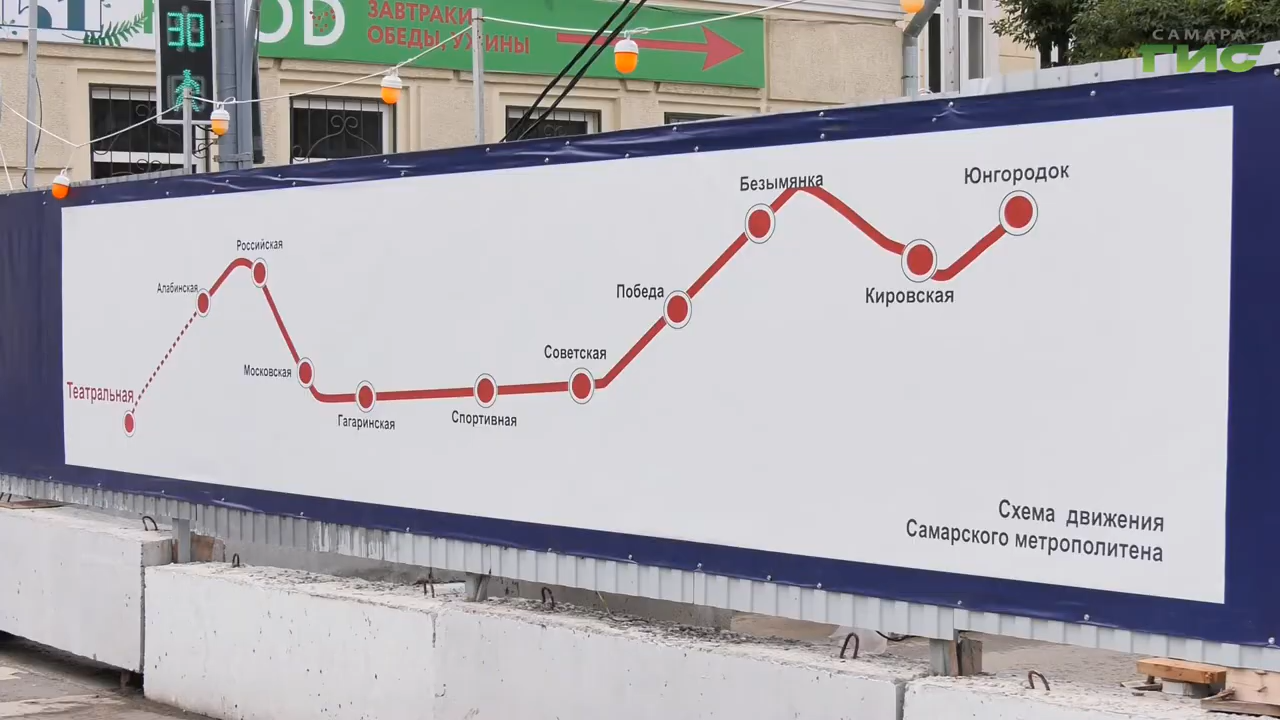 САМАРА
ГИС
30
ЗАВТРАКИ
ОБЕДЫ, УЖИНЫ
Юнгородок
Безымянка
Российская
Алабинская
Победа
Кировская
Советская
Московская
Театральная
Гагаринская
Спортивная
Схема движения
Самарского метрополитена